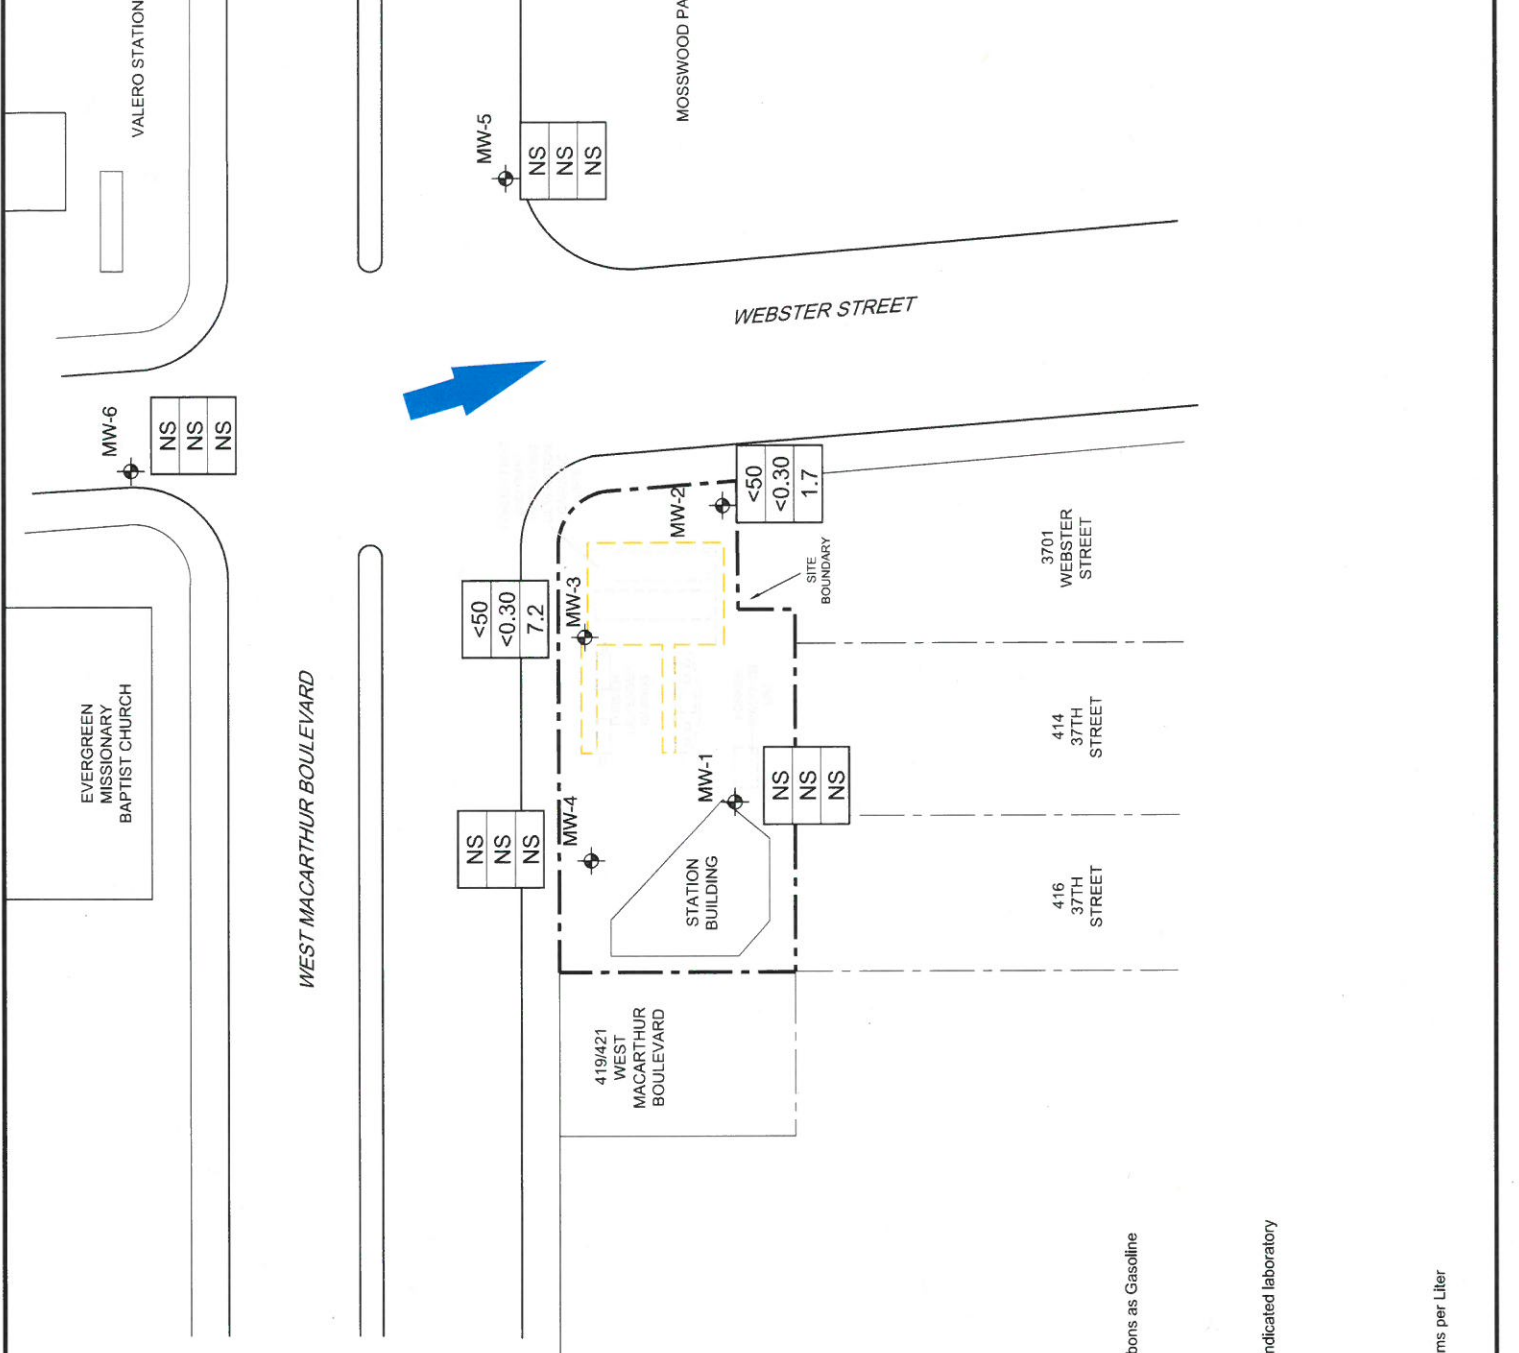 VALERO STATION
MOSSWOOD PA
MW-5
NS
NS
NS
WEBSTER STREET
MW-6
NS
NS
NS
MW-2
<50
<0.30
1.7
MW-3
<50
<0.30
7.2
SITE
BOUNDARY
3701
WEBSTER
STREET
EVERGREEN
MISSIONARY
BAPTIST CHURCH
WEST MACARTHUR BOULEVARD
MW-4
NS
NS
NS
MW-1
NS
NS
NS
STATION
BUILDING
414
37TH
STREET
416
37TH
STREET
419/421
WEST
MACARTHUR
BOULEVARD
bons as Gasoline
ndicated laboratory
ms per Liter